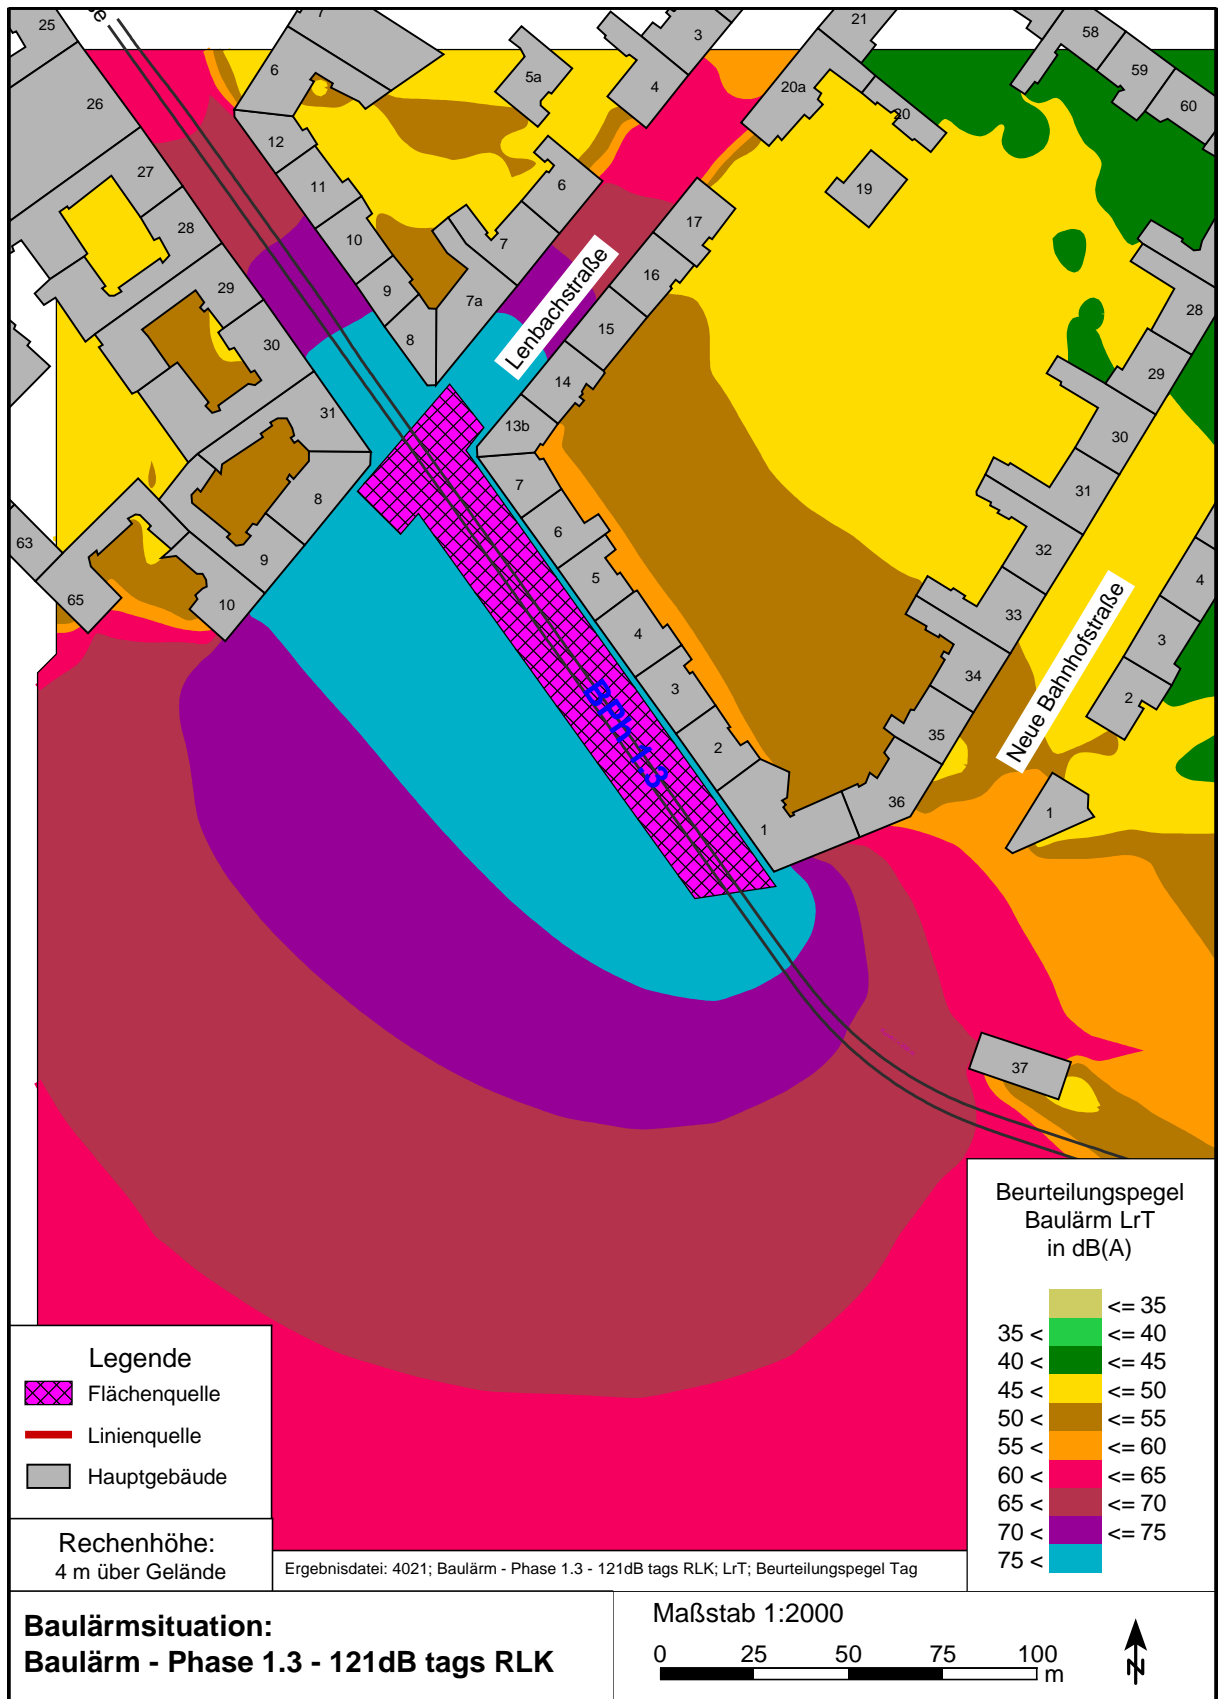 25
26
27
28
29
30
31
6
12
11
10
9
8
7
5a
3
4
21
20a
20
19
58
59
60
6
7
7a
17
16
15
14
13b
Lenbachstraße
28
29
30
31
32
33
34
35
36
8
9
10
63
65
7
6
5
4
3
2
1
BPh 1.3
Neue Bahnhofstraße
4
3
2
1
37
Beurteilungspegel
Baulärm LrT
in dB(A)
<= 35
35 < <= 40
40 < <= 45
45 < <= 50
50 < <= 55
55 < <= 60
60 < <= 65
65 < <= 70
70 < <= 75
75 <
Legende
Flächenquelle
Linienquelle
Hauptgebäude
Rechenhöhe:
4 m über Gelände
Ergebnisdatei: 4021; Baulärm - Phase 1.3 - 121dB tags RLK; LrT; Beurteilungspegel Tag
Baulärmsituation:
Baulärm - Phase 1.3 - 121dB tags RLK
Maßstab 1:2000
0 25 50 75 100
m
N